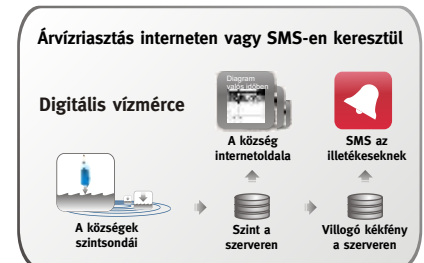 Árvízriasztás interneten vagy SMS-en keresztül
Digitális vízmérce
Diagram
valós időben
A község
internetoldala
SMS az
illetékeseknek
A községek
szintsondái
Szint a
szerveren
Villogó kékfény
a szerveren